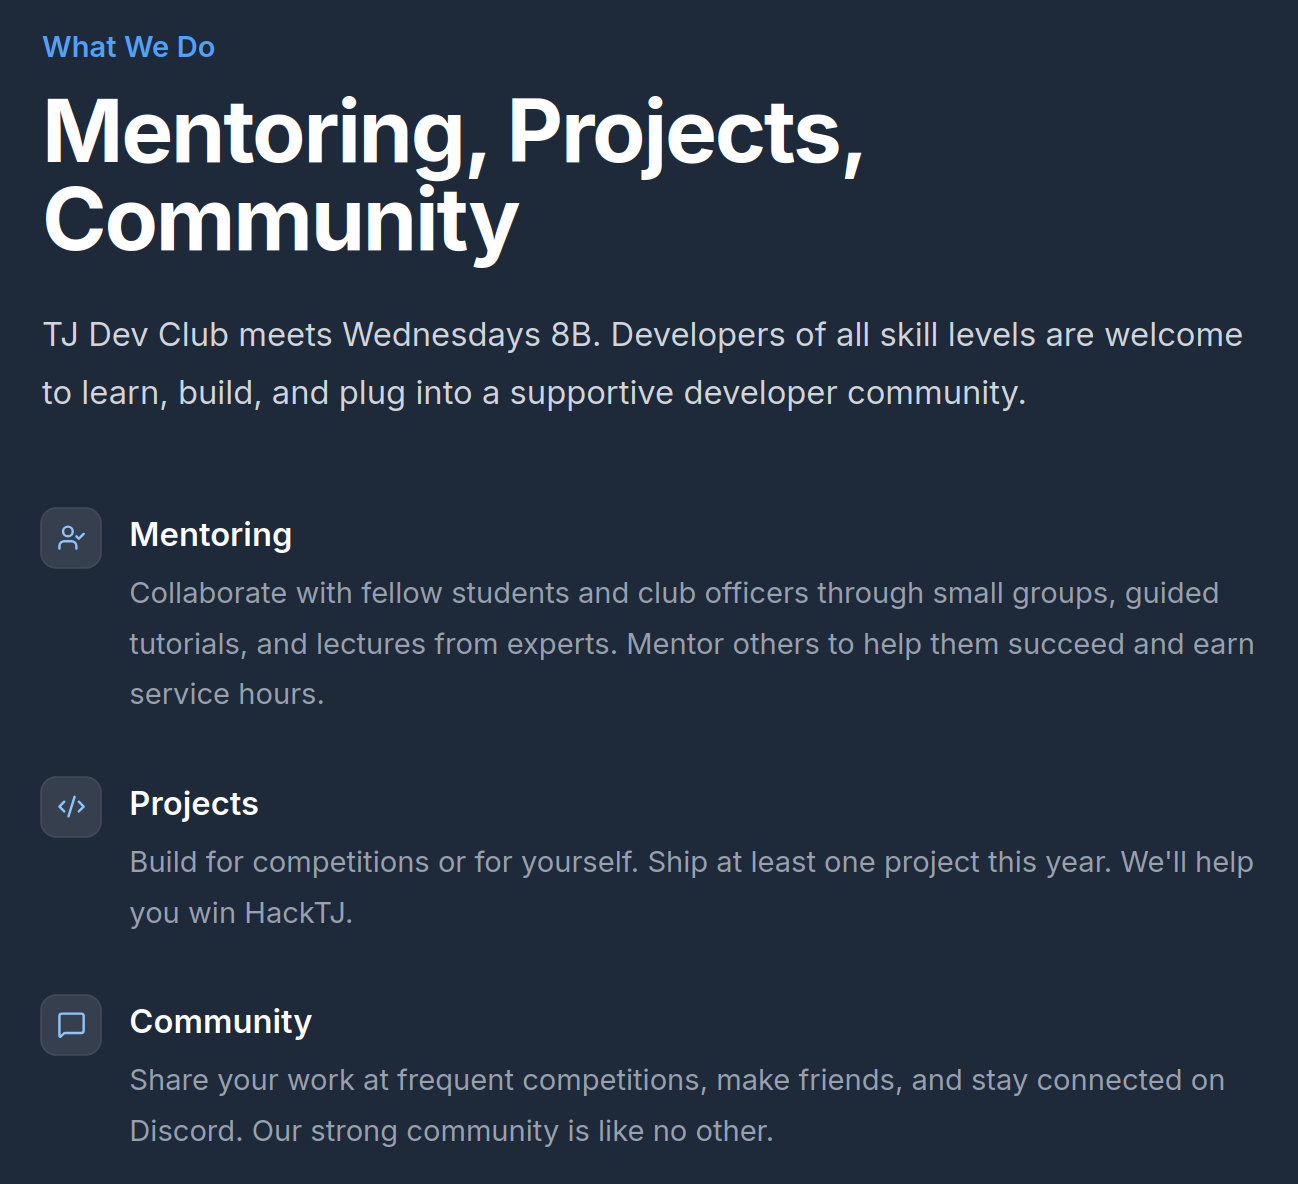 What We Do
Mentoring, Projects,
Community
TJ Dev Club meets Wednesdays 8B. Developers of all skill levels are welcome
to learn, build, and plug into a supportive developer community.
Mentoring
Collaborate with fellow students and club officers through small groups, guided
tutorials, and lectures from experts. Mentor others to help them succeed and earn
service hours.
Projects
Build for competitions or for yourself. Ship at least one project this year. We'll help
you win HackTJ.
Community
Share your work at frequent competitions, make friends, and stay connected on
Discord. Our strong community is like no other.